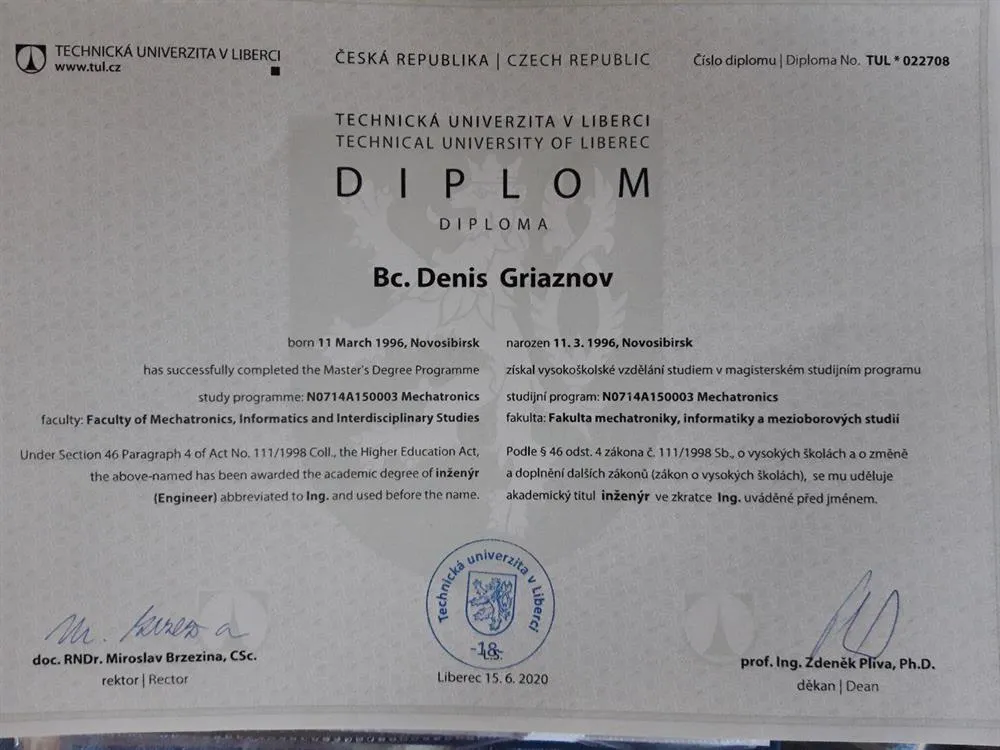 TECHNICKÁ UNIVERZITA V LIBERCI
www.tul.cz
ČESKÁ REPUBLIKA | CZECH REPUBLIC
Číslo diplomu | Diploma No. TUL * 022708
TECHNICKÁ UNIVERZITA V LIBERCI
TECHNICAL UNIVERSITY OF LIBEREC
DIPLOM
DIPLOMA
Bc. Denis Griaznov
born 11 March 1996, Novosibirsk
has successfully completed the Master's Degree Programme
study programme: N0714A150003 Mechatronics
faculty: Faculty of Mechatronics, Informatics and Interdisciplinary Studies
Under Section 46 Paragraph 4 of Act No. 111/1998 Coll., the Higher Education Act,
the above-named has been awarded the academic degree of inženýr
(Engineer) abbreviated to Ing. and used before the name.
narozen 11. 3. 1996, Novosibirsk
získal vysokoškolské vzdělání studiem v magisterském studijním programu
studijní program: N0714A150003 Mechatronics
fakulta: Fakulta mechatroniky, informatiky a mezioborových studií
Podle § 46 odst. 4 zákona č. 111/1998 Sb., o vysokých školách a o změně
a doplnění dalších zákonů (zákon o vysokých školách), se mu uděluje
akademický titul inženýr ve zkratce Ing. uváděné před jménem.
Technická univerzita v Liberci
-18-
L.S.
Liberec 15. 6. 2020
doc. RNDr. Miroslav Brzezina, CSc.
rektor | Rector
prof. Ing. Zdeněk Plíva, Ph.D.
děkan | Dean